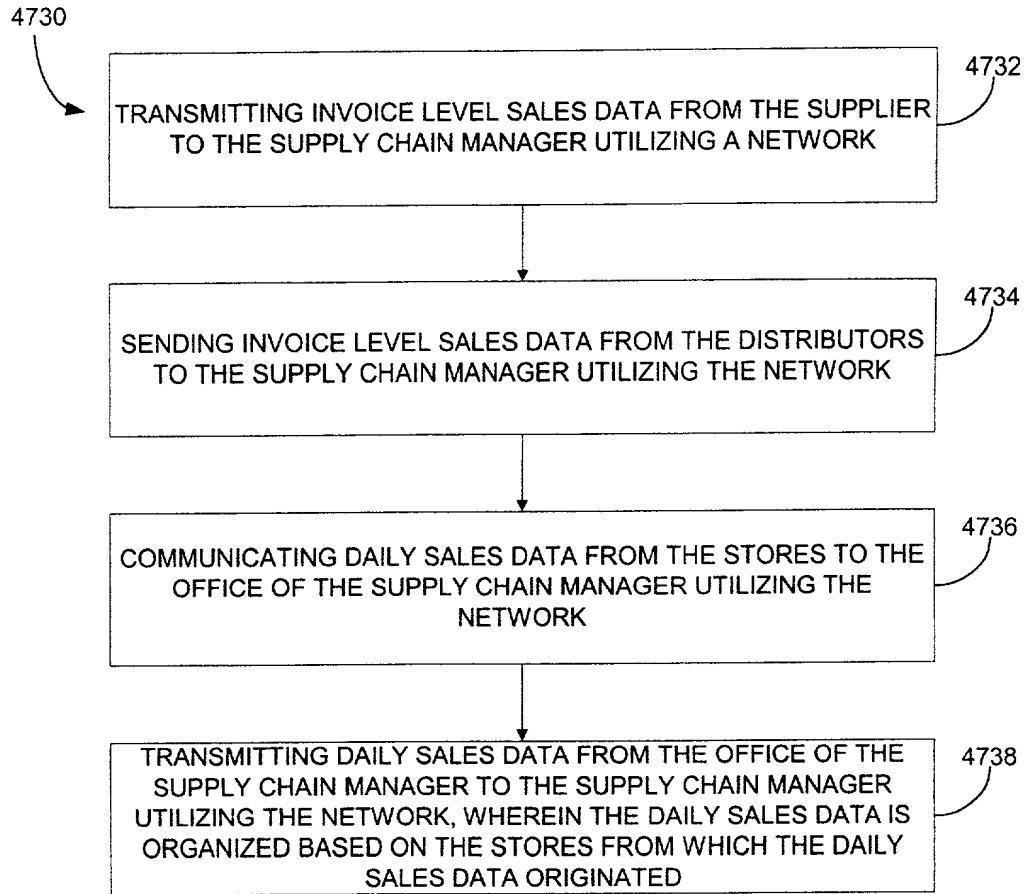 4730
4732
TRANSMITTING INVOICE LEVEL SALES DATA FROM THE SUPPLIER
TO THE SUPPLY CHAIN MANAGER UTILIZING A NETWORK
4734
SENDING INVOICE LEVEL SALES DATA FROM THE DISTRIBUTORS
TO THE SUPPLY CHAIN MANAGER UTILIZING THE NETWORK
4736
COMMUNICATING DAILY SALES DATA FROM THE STORES TO THE
OFFICE OF THE SUPPLY CHAIN MANAGER UTILIZING THE
NETWORK
4738
TRANSMITTING DAILY SALES DATA FROM THE OFFICE OF THE
SUPPLY CHAIN MANAGER TO THE SUPPLY CHAIN MANAGER
UTILIZING THE NETWORK, WHEREIN THE DAILY SALES DATA IS
ORGANIZED BASED ON THE STORES FROM WHICH THE DAILY
SALES DATA ORIGINATED